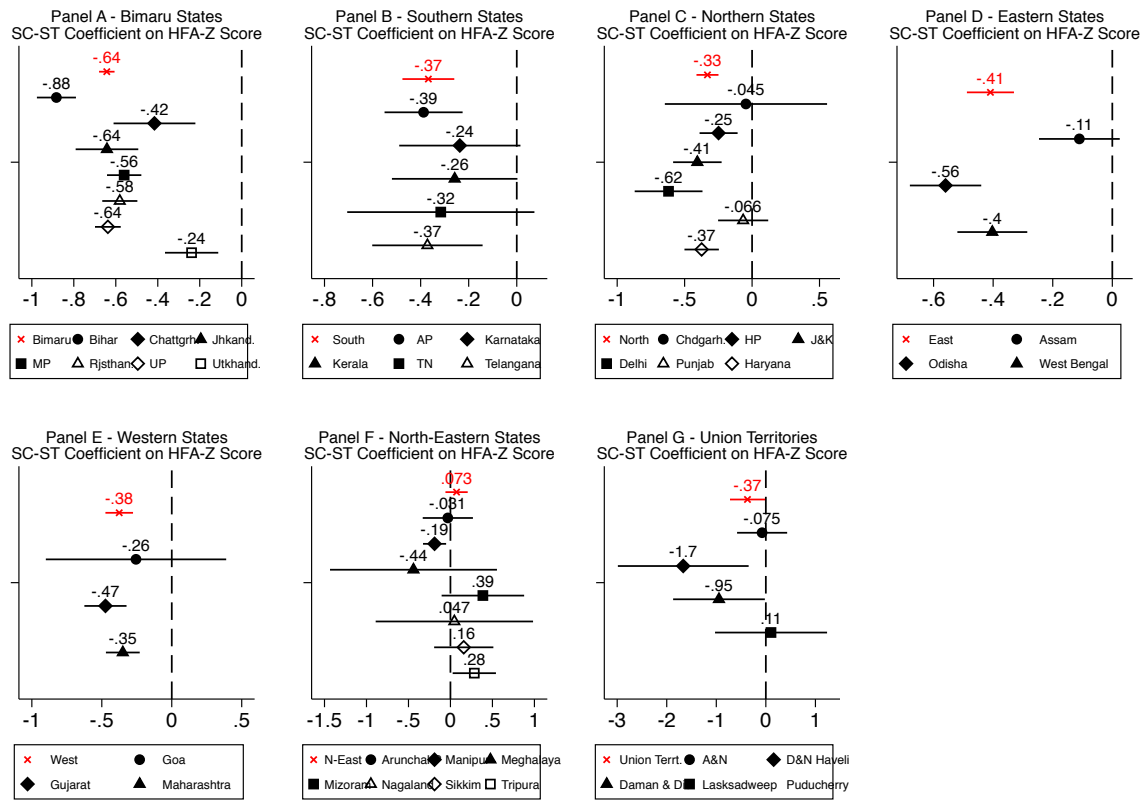 Panel A - Bimaru States
SC-ST Coefficient on HFA-Z Score
-.64
-.88
-.42
-.64
-.56
-.58
-.64
-.24
-1 -.8 -.6 -.4 -.2 0
Bimaru Bihar Chattgrh Jhkand.
MP Rjsthan UP Utkhand.
Panel B - Southern States
SC-ST Coefficient on HFA-Z Score
-.37
-.39
-.24
-.26
-.32
-.37
-.8 -.6 -.4 -.2 0
South AP Karnataka
Kerala TN Telangana
Panel C - Northern States
SC-ST Coefficient on HFA-Z Score
-.33
-.045
-.25
-.41
-.62
-.066
-.37
-1 -.5 0 .5
North Chdgarh. HP J&K
Delhi Punjab Haryana
Panel D - Eastern States
SC-ST Coefficient on HFA-Z Score
-.41
-.11
-.56
-.4
-.6 -.4 -.2 0
East Assam
Odisha West Bengal
Panel E - Western States
SC-ST Coefficient on HFA-Z Score
-.38
-.26
-.47
-.35
-1 -.5 0 .5
West Goa
Gujarat Maharashtra
Panel F - North-Eastern States
SC-ST Coefficient on HFA-Z Score
.073
-.031
-.19
-.44
.39
.047
.16
.28
-1.5 -1 -.5 0 .5 1
N-East Arunchal Manipur Meghalaya
Mizoram Nagaland Sikkim Tripura
Panel G - Union Territories
SC-ST Coefficient on HFA-Z Score
-.37
-.075
-1.7
-.95
.11
-3 -2 -1 0 1
Union Terrt. A&N D&N Haveli
Daman & D Lasksadweep Puducherry